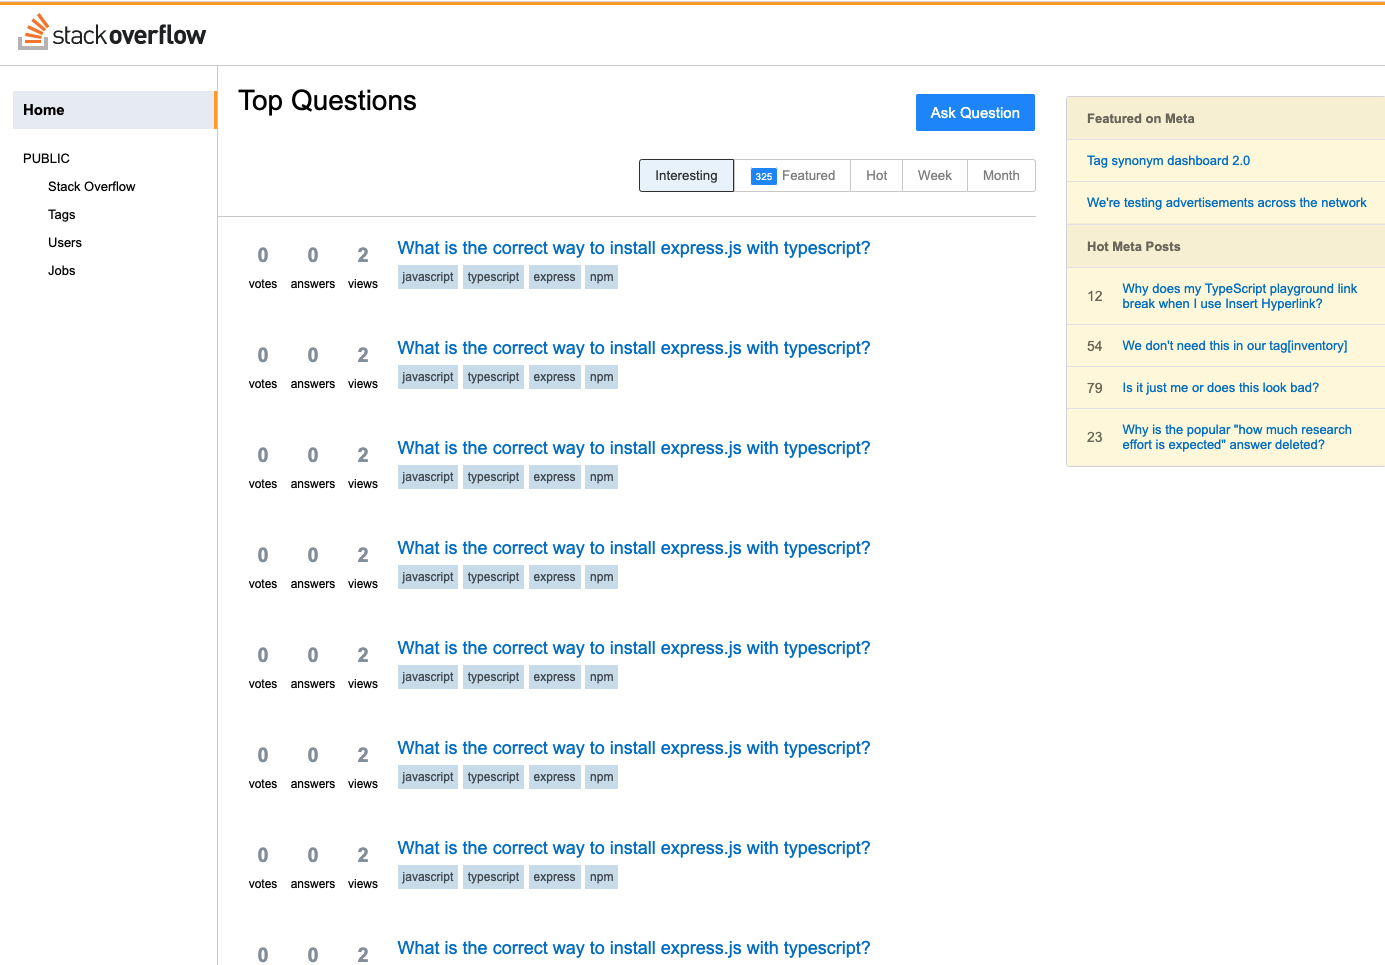 stackoverflow
Home
PUBLIC
Stack Overflow
Tags
Users
Jobs
Top Questions
Ask Question
Interesting 325 Featured Hot Week Month
0 0 2 What is the correct way to install express.js with typescript?
votes answers views javascript typescript express npm
0 0 2 What is the correct way to install express.js with typescript?
votes answers views javascript typescript express npm
0 0 2 What is the correct way to install express.js with typescript?
votes answers views javascript typescript express npm
0 0 2 What is the correct way to install express.js with typescript?
votes answers views javascript typescript express npm
0 0 2 What is the correct way to install express.js with typescript?
votes answers views javascript typescript express npm
0 0 2 What is the correct way to install express.js with typescript?
votes answers views javascript typescript express npm
0 0 2 What is the correct way to install express.js with typescript?
votes answers views javascript typescript express npm
0 0 2 What is the correct way to install express.js with typescript?
Featured on Meta
Tag synonym dashboard 2.0
We're testing advertisements across the network
Hot Meta Posts
12 Why does my TypeScript playground link
break when I use Insert Hyperlink?
54 We don't need this in our tag[inventory]
79 Is it just me or does this look bad?
23 Why is the popular "how much research
effort is expected" answer deleted?